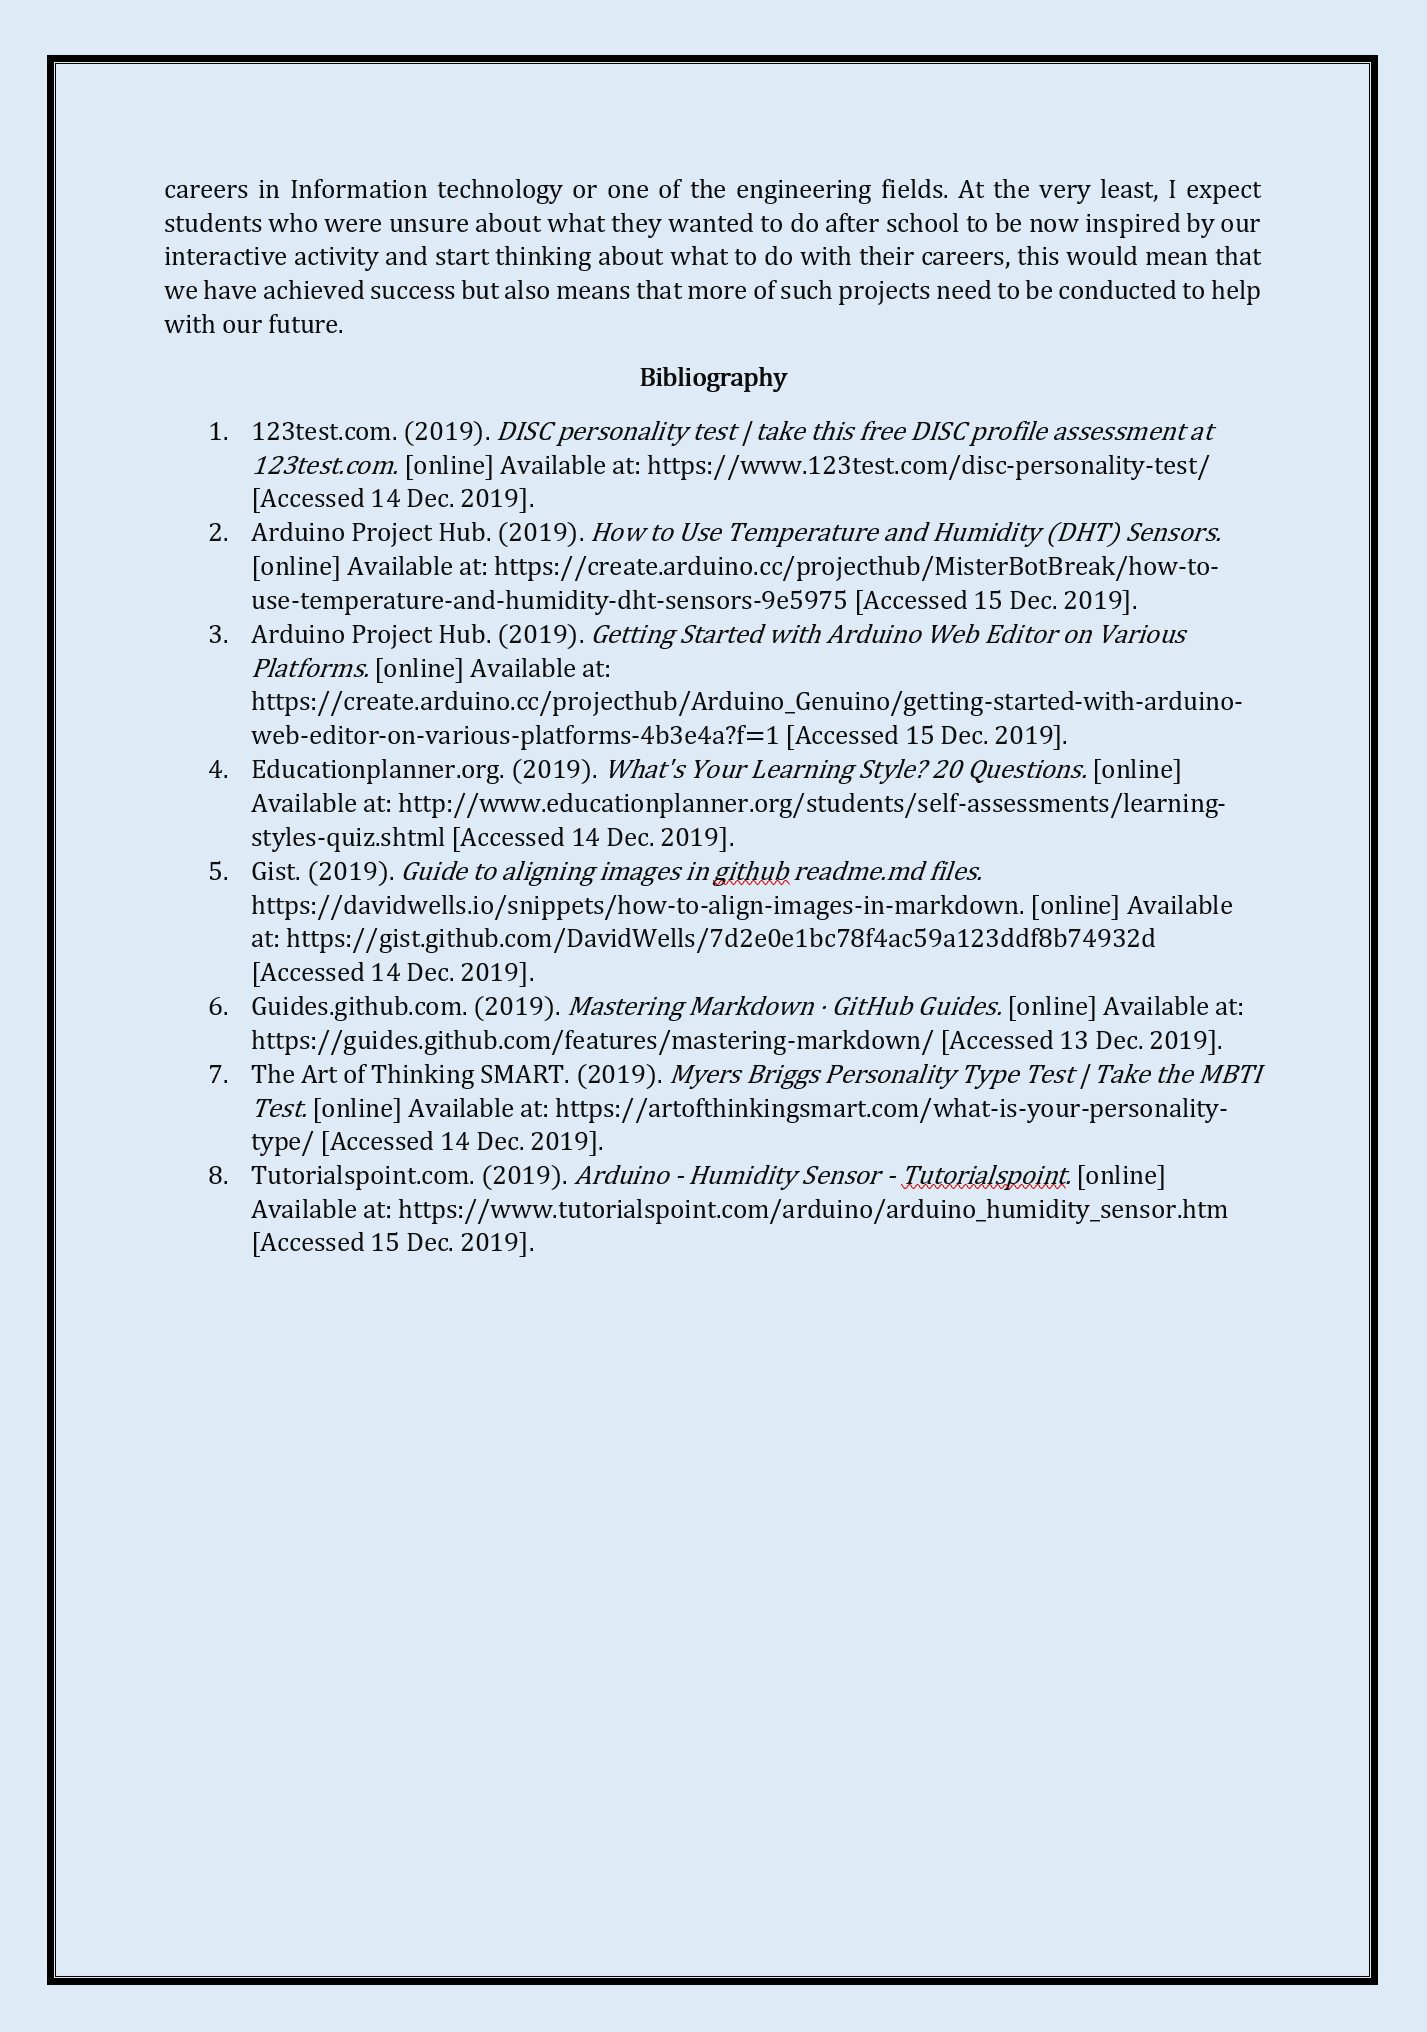 careers in Information technology or one of the engineering fields. At the very least, I expect
students who were unsure about what they wanted to do after school to be now inspired by our
interactive activity and start thinking about what to do with their careers, this would mean that
we have achieved success but also means that more of such projects need to be conducted to help
with our future.
Bibliography
1. 123test.com. (2019). DISC personality test | take this free DISC profile assessment at
123test.com. [online] Available at: https://www.123test.com/disc-personality-test/
[Accessed 14 Dec. 2019].
2. Arduino Project Hub. (2019). How to Use Temperature and Humidity (DHT) Sensors.
[online] Available at: https://create.arduino.cc/projecthub/MisterBotBreak/how-to-
use-temperature-and-humidity-dht-sensors-9e5975 [Accessed 15 Dec. 2019].
3. Arduino Project Hub. (2019). Getting Started with Arduino Web Editor on Various
Platforms. [online] Available at:
https://create.arduino.cc/projecthub/Arduino_Genuino/getting-started-with-arduino-
web-editor-on-various-platforms-4b3e4a?f=1 [Accessed 15 Dec. 2019].
4. Educationplanner.org. (2019). What's Your Learning Style? 20 Questions. [online]
Available at: http://www.educationplanner.org/students/self-assessments/learning-
styles-quiz.shtml [Accessed 14 Dec. 2019].
5. Gist. (2019). Guide to aligning images in github readme.md files.
https://davidwells.io/snippets/how-to-align-images-in-markdown. [online] Available
at: https://gist.github.com/DavidWells/7d2e0e1bc78f4ac59a123ddf8b74932d
[Accessed 14 Dec. 2019].
6. Guides.github.com. (2019). Mastering Markdown · GitHub Guides. [online] Available at:
https://guides.github.com/features/mastering-markdown/ [Accessed 13 Dec. 2019].
7. The Art of Thinking SMART. (2019). Myers Briggs Personality Type Test | Take the MBTI
Test. [online] Available at: https://artofthinkingsmart.com/what-is-your-personality-
type/ [Accessed 14 Dec. 2019].
8. Tutorialspoint.com. (2019). Arduino - Humidity Sensor - Tutorialspoint. [online]
Available at: https://www.tutorialspoint.com/arduino/arduino_humidity_sensor.htm
[Accessed 15 Dec. 2019].